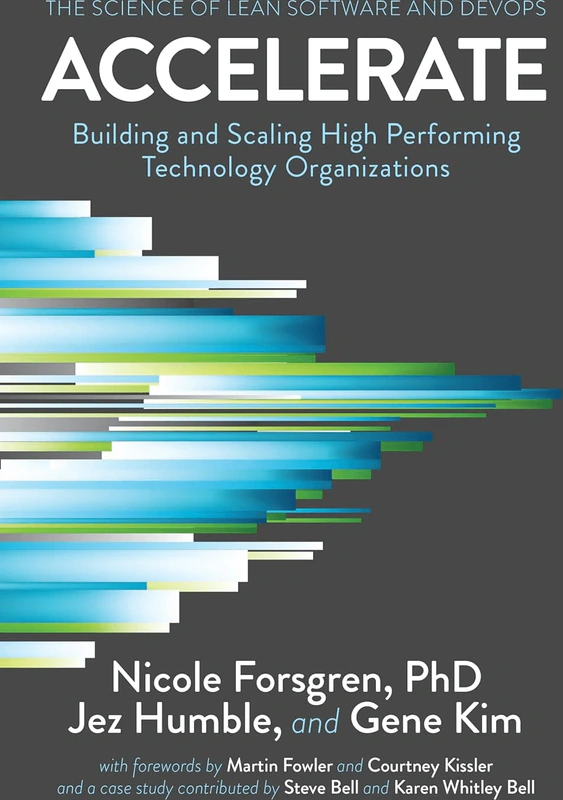 THE SCIENCE OF LEAN SOFTWARE AND DEVOPS
ACCELERATE
Building and Scaling High Performing
Technology Organizations
Nicole Forsgren, PhD
Jez Humble, and Gene Kim
with forewords by Martin Fowler and Courtney Kissler
and a case study contributed by Steve Bell and Karen Whitley Bell